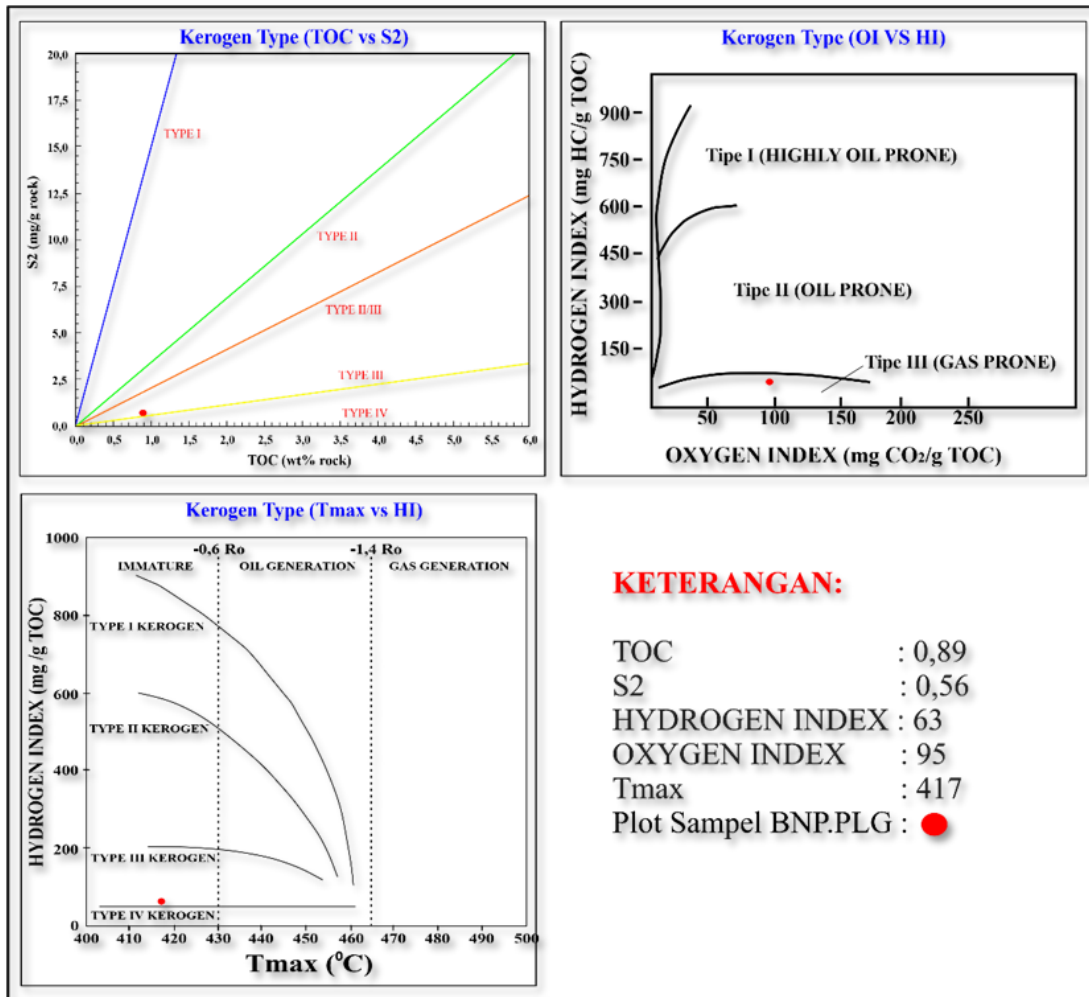 Kerogen Type (TOC vs S2)
20,0
17,5
15,0
12,5
10,0
7,5
5,0
2,5
0,0
S2 (mg/g rock)
TYPE I
TYPE II
TYPE II/III
TYPE III
TYPE IV
0,0 0,5 1,0 1,5 2,0 2,5 3,0 3,5 4,0 4,5 5,0 5,5 6,0
TOC (wt% rock)
Kerogen Type (OI VS HI)
HYDROGEN INDEX (mg HC/g TOC)
900
750
600
450
300
150
Tipe I (HIGHLY OIL PRONE)
Tipe II (OIL PRONE)
Tipe III (GAS PRONE)
50 100 150 200 250
OXYGEN INDEX (mg CO₂/g TOC)
Kerogen Type (Tmax vs HI)
1000
800
600
400
200
0
HYDROGEN INDEX (mg /g TOC)
-0,6 Ro -1,4 Ro
IMMATURE OIL GENERATION GAS GENERATION
TYPE I KEROGEN
TYPE II KEROGEN
TYPE III KEROGEN
TYPE IV KEROGEN
400 410 420 430 440 450 460 470 480 490 500
Tmax (⁰C)
KETERANGAN:
TOC : 0,89
S2 : 0,56
HYDROGEN INDEX : 63
OXYGEN INDEX : 95
Tmax : 417
Plot Sampel BNP.PLG :